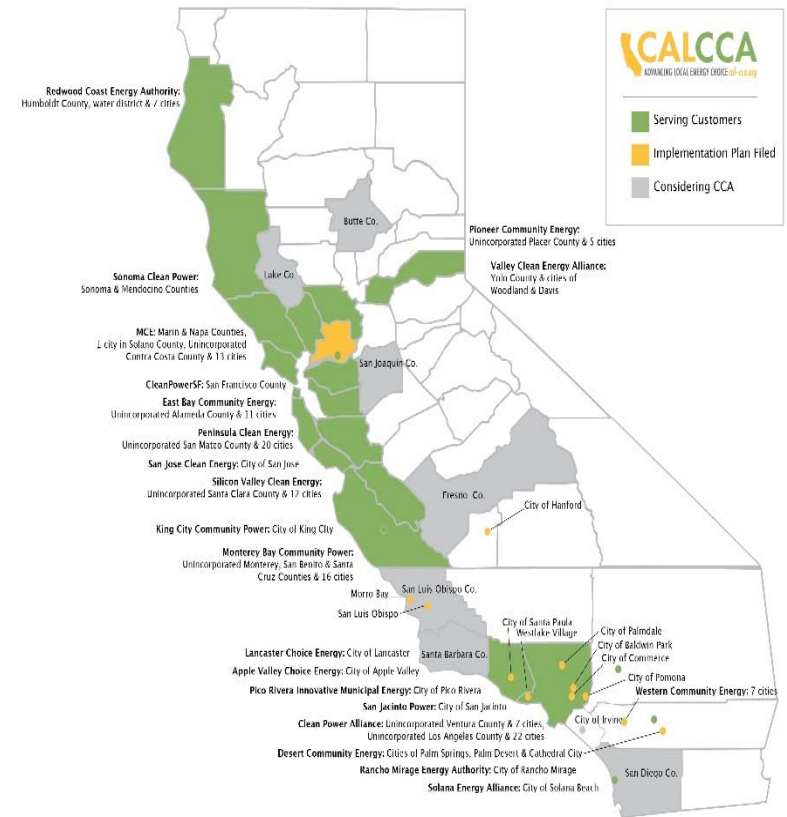 CALCCA
ADVANCING LOCAL ENERGY CHOICE cal-cca.org
Serving Customers
Implementation Plan Filed
Considering CCA
Redwood Coast Energy Authority:
Humboldt County, water district & 7 cities
Butte Co.
Pioneer Community Energy:
Unincorporated Placer County & 5 cities
Valley Clean Energy Alliance:
Yolo County & cities of
Woodland & Davis
Lake Co.
Sonoma Clean Power:
Sonoma & Mendocino Counties
MCE: Marin & Napa Counties,
1 city in Solano County, Unincorporated
Contra Costa County & 13 cities
San Joaquin Co.
CleanPowerSF: San Francisco County
East Bay Community Energy:
Unincorporated Alameda County & 11 cities
Peninsula Clean Energy:
Unincorporated San Mateo County & 20 cities
San Jose Clean Energy: City of San Jose
Silicon Valley Clean Energy:
Unincorporated Santa Clara County & 12 cities
Fresno Co.
City of Hanford
King City Community Power: City of King City
Monterey Bay Community Power:
Unincorporated Monterey, San Benito & Santa
Cruz Counties & 16 cities
Morro Bay
San Luis Obispo Co.
San Luis Obispo
City of Santa Paula
Westlake Village
City of Palmdale
City of Baldwin Park
City of Commerce
Lancaster Choice Energy: City of Lancaster
Santa Barbara Co.
Apple Valley Choice Energy: City of Apple Valley
City of Pomona
Pico Rivera Innovative Municipal Energy: City of Pico Rivera
Western Community Energy: 7 cities
San Jacinto Power: City of San Jacinto
City of Irvine
Clean Power Alliance: Unincorporated Ventura County & 7 cities,
Unincorporated Los Angeles County & 22 cities
Desert Community Energy: Cities of Palm Springs, Palm Desert & Cathedral City
Rancho Mirage Energy Authority: City of Rancho Mirage
San Diego Co.
Solana Energy Alliance: City of Solana Beach